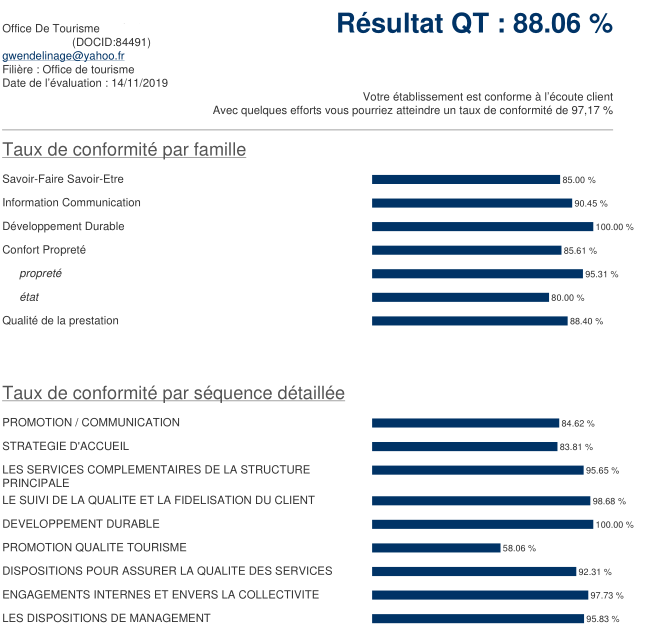 Résultat QT : 88.06 %
Office De Tourisme
(DOCID:84491)
gwendelinage@yahoo.fr
Filière : Office de tourisme
Date de l'évaluation : 14/11/2019
Votre établissement est conforme à l'écoute client
Avec quelques efforts vous pourriez atteindre un taux de conformité de 97,17 %
Taux de conformité par famille
Savoir-Faire Savoir-Etre 85.00 %
Information Communication 90.45 %
Développement Durable 100.00 %
Confort Propreté 85.61 %
propreté 95.31 %
état 80.00 %
Qualité de la prestation 88.40 %
Taux de conformité par séquence détaillée
PROMOTION / COMMUNICATION 84.62 %
STRATEGIE D'ACCUEIL 83.81 %
LES SERVICES COMPLEMENTAIRES DE LA STRUCTURE 95.65 %
PRINCIPALE
LE SUIVI DE LA QUALITE ET LA FIDELISATION DU CLIENT 98.68 %
DEVELOPPEMENT DURABLE 100.00 %
PROMOTION QUALITE TOURISME 58.06 %
DISPOSITIONS POUR ASSURER LA QUALITE DES SERVICES 92.31 %
ENGAGEMENTS INTERNES ET ENVERS LA COLLECTIVITE 97.73 %
LES DISPOSITIONS DE MANAGEMENT 95.83 %